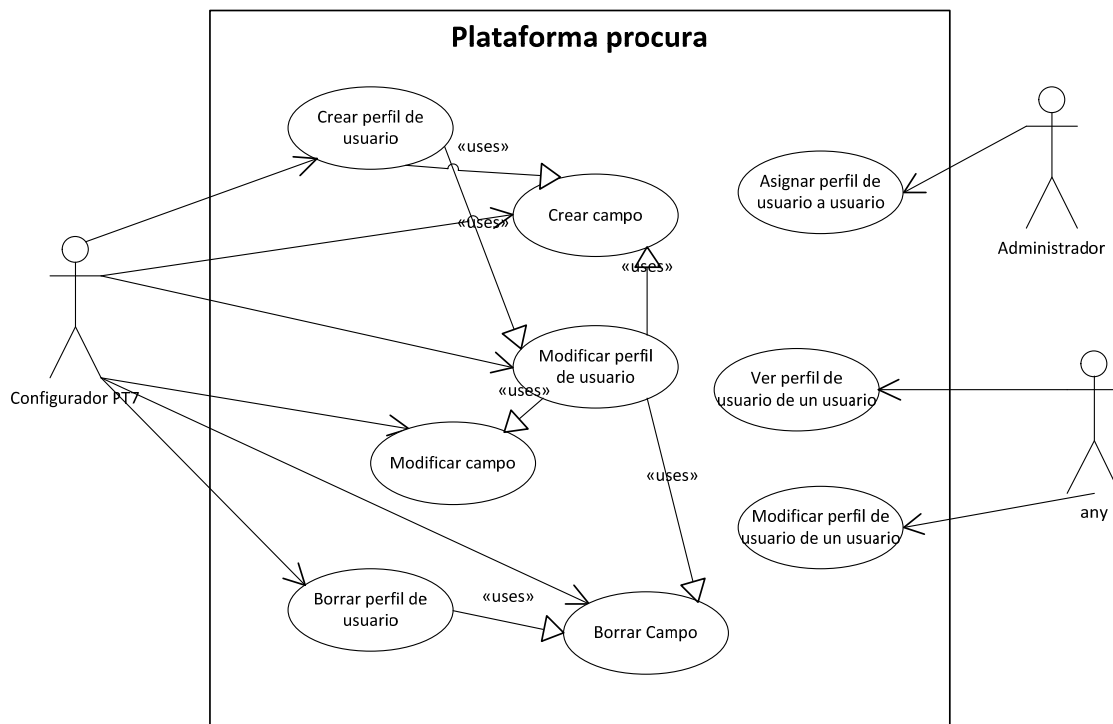 Plataforma procura
Crear perfil de
usuario
«uses»
Asignar perfil de
usuario a usuario
Crear campo
«uses»
Administrador
«uses»
Modificar perfil
de usuario
Ver perfil de
usuario de un usuario
Configurador PT7
«uses»
Modificar campo
«uses»
Modificar perfil de
usuario de un usuario
any
Borrar perfil de
usuario
«uses»
Borrar Campo